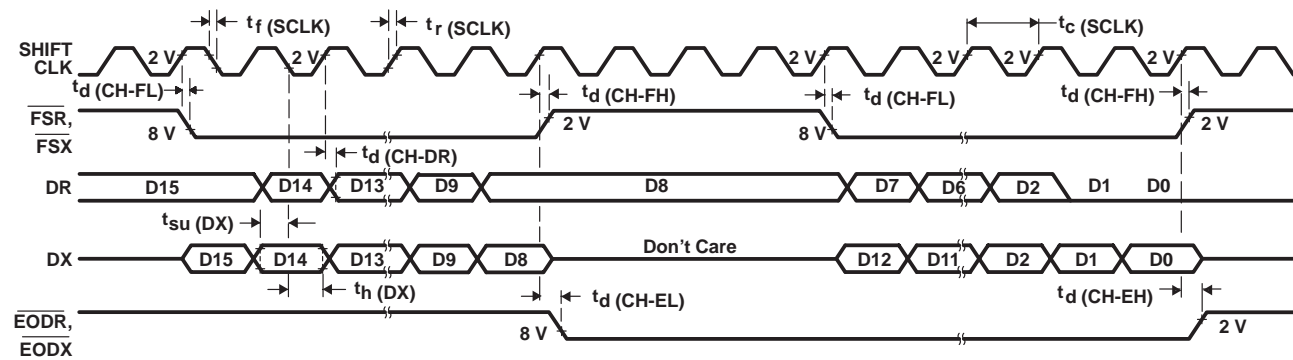 t_f (SCLK)
t_r (SCLK)
t_c (SCLK)
SHIFT
CLK
2 V
2 V
2 V
2 V
2 V
2 V
2 V
t_d (CH-FL)
t_d (CH-FH)
t_d (CH-FL)
t_d (CH-FH)
FSR,
FSX
8 V
2 V
8 V
2 V
t_d (CH-DR)
DR
D15
D14
D13
D9
D8
D7
D6
D2
D1
D0
t_su (DX)
DX
D15
D14
D13
D9
D8
Don't Care
D12
D11
D2
D1
D0
t_h (DX)
t_d (CH-EL)
t_d (CH-EH)
EODR,
EODX
8 V
2 V